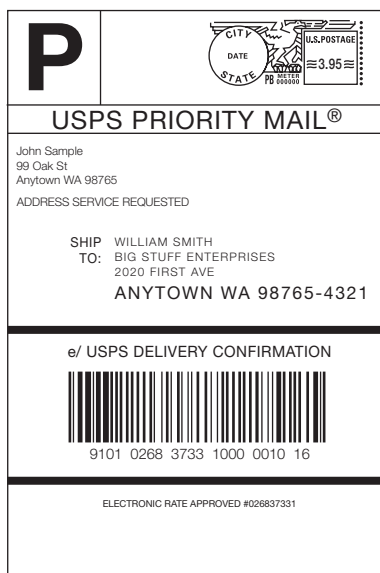 P
CITY
DATE
STATE
U.S.POSTAGE
≈3.95≈
PB METER
000000
USPS PRIORITY MAIL®
John Sample
99 Oak St
Anytown WA 98765
ADDRESS SERVICE REQUESTED
SHIP TO:
WILLIAM SMITH
BIG STUFF ENTERPRISES
2020 FIRST AVE
ANYTOWN WA 98765-4321
e/ USPS DELIVERY CONFIRMATION
9101 0268 3733 1000 0010 16
ELECTRONIC RATE APPROVED #026837331